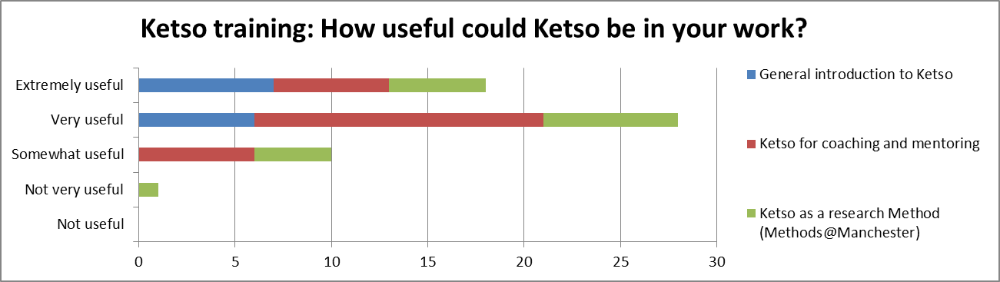 Ketso training: How useful could Ketso be in your work?
Extremely useful
Very useful
Somewhat useful
Not very useful
Not useful
0 5 10 15 20 25 30
General introduction to Ketso
Ketso for coaching and mentoring
Ketso as a research Method
(Methods@Manchester)